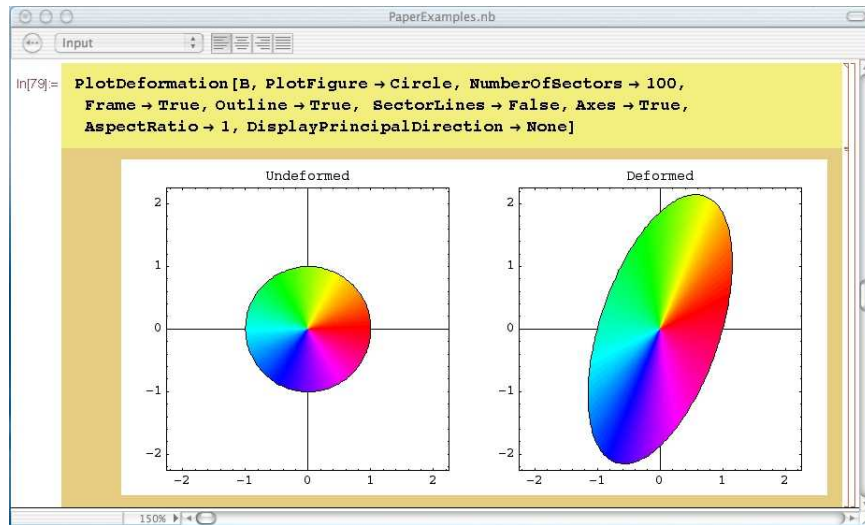 PaperExamples.nb
Input
In[79]:= PlotDeformation[B, PlotFigure → Circle, NumberOfSectors → 100,
Frame → True, Outline → True, SectorLines → False, Axes → True,
AspectRatio → 1, DisplayPrincipalDirection → None]
Undeformed
2
1
0
-1
-2
-2 -1 0 1 2
Deformed
2
1
0
-1
-2
-2 -1 0 1 2
150%